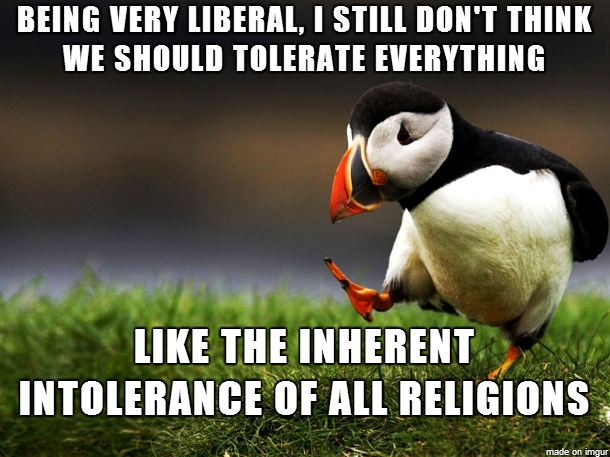 BEING VERY LIBERAL, I STILL DON'T THINK
WE SHOULD TOLERATE EVERYTHING
LIKE THE INHERENT
INTOLERANCE OF ALL RELIGIONS
made on imgur